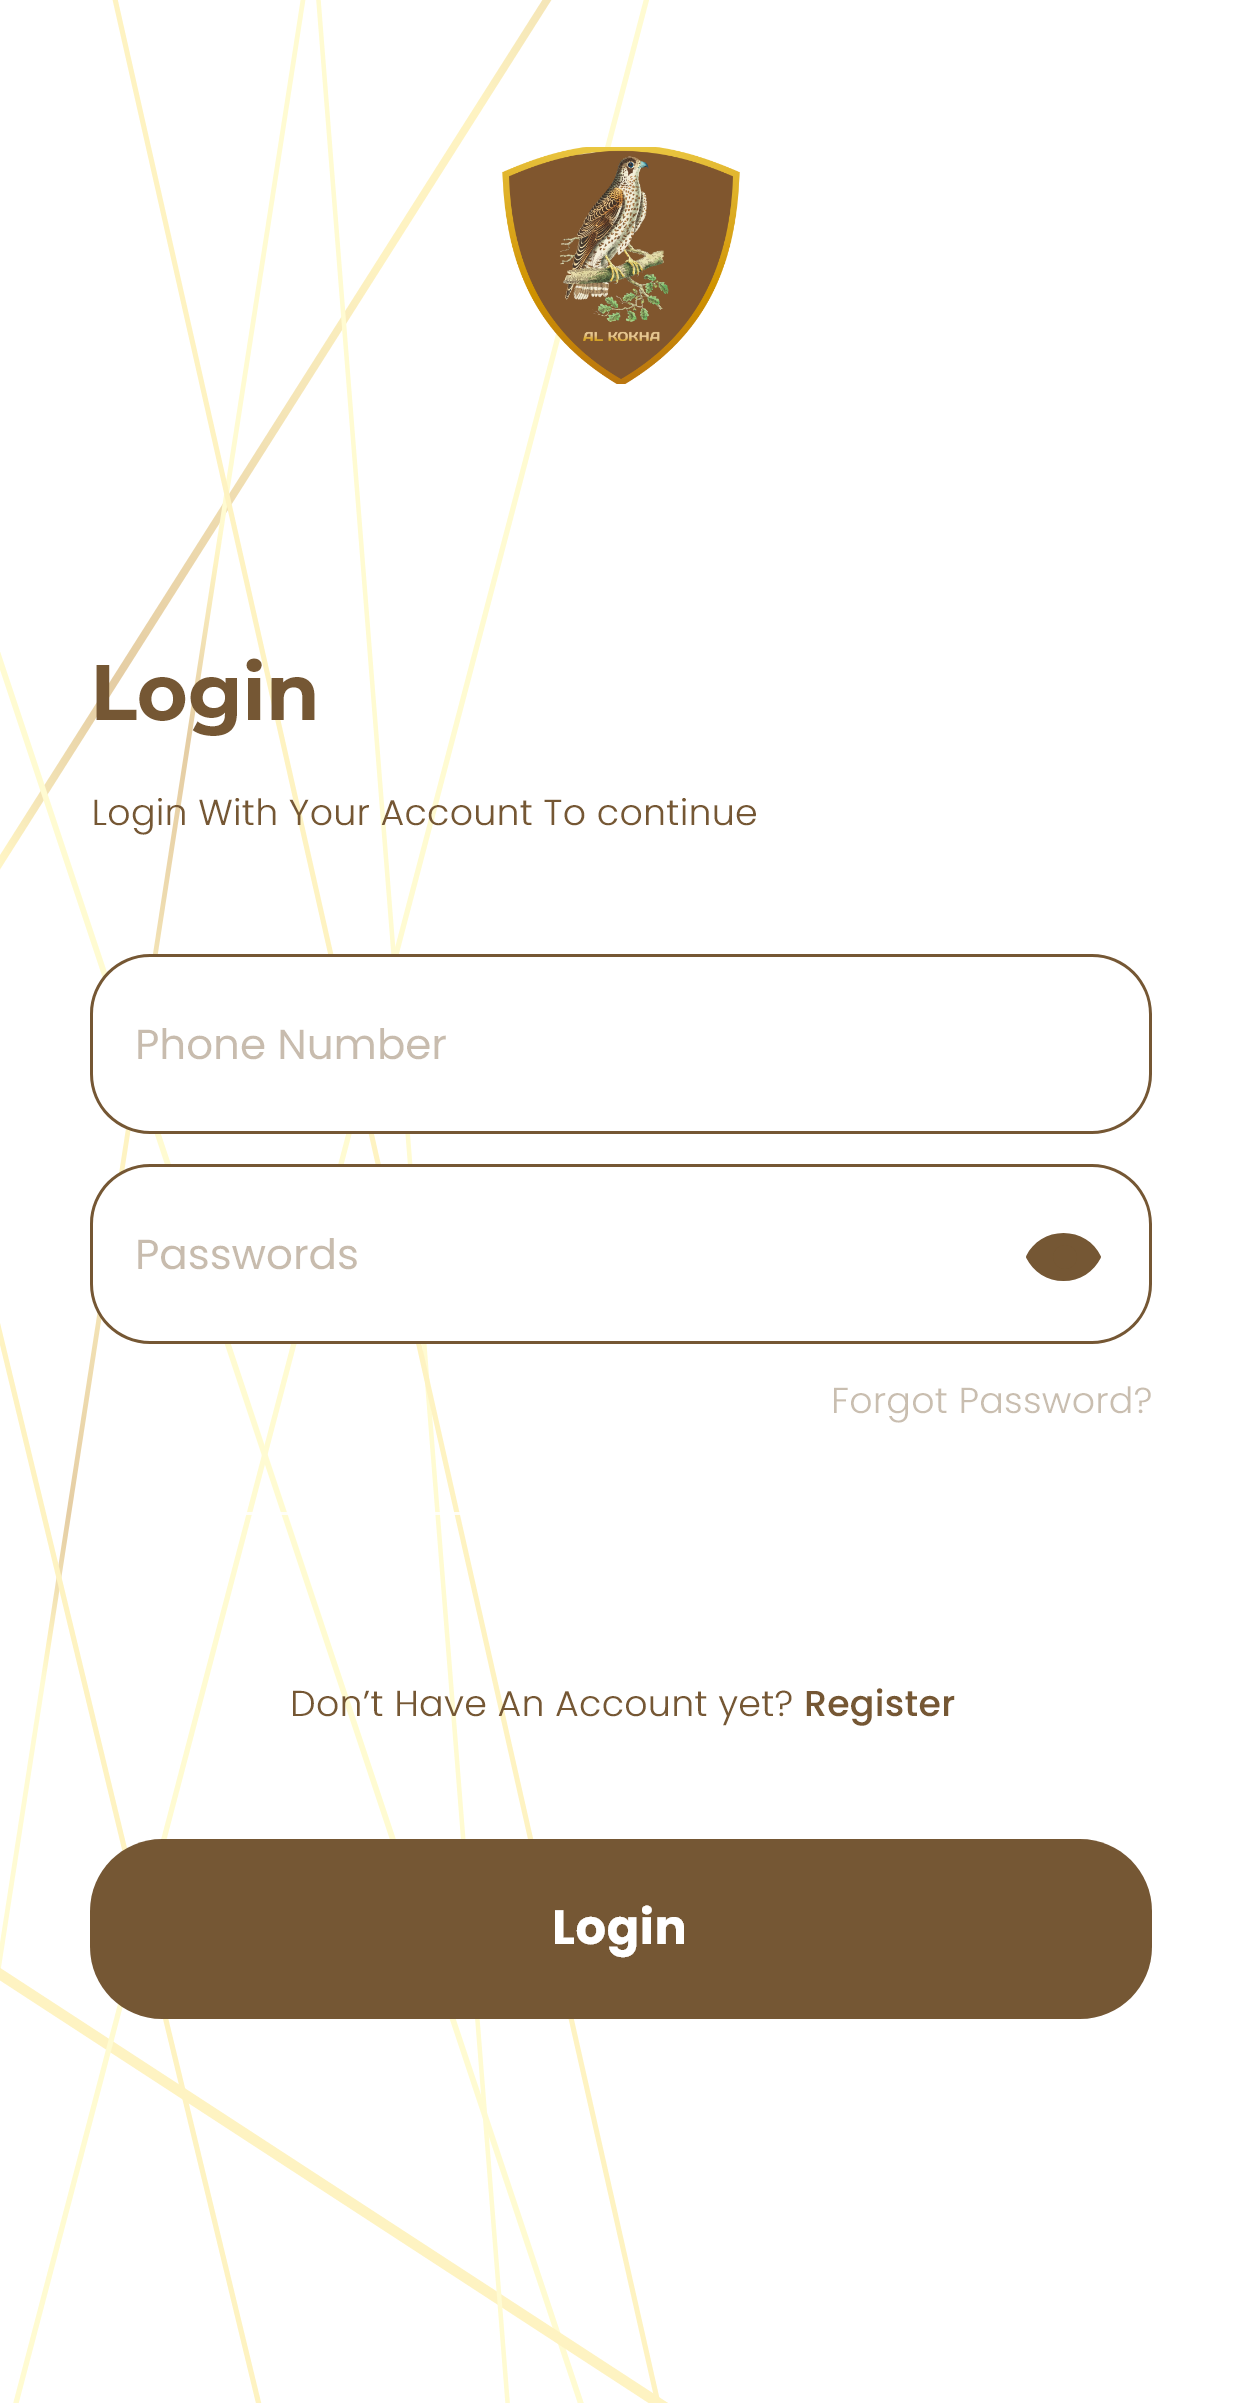 AL KOKHA
Login
Login With Your Account To continue
Phone Number
Passwords
Forgot Password?
Don’t Have An Account yet? Register
Login